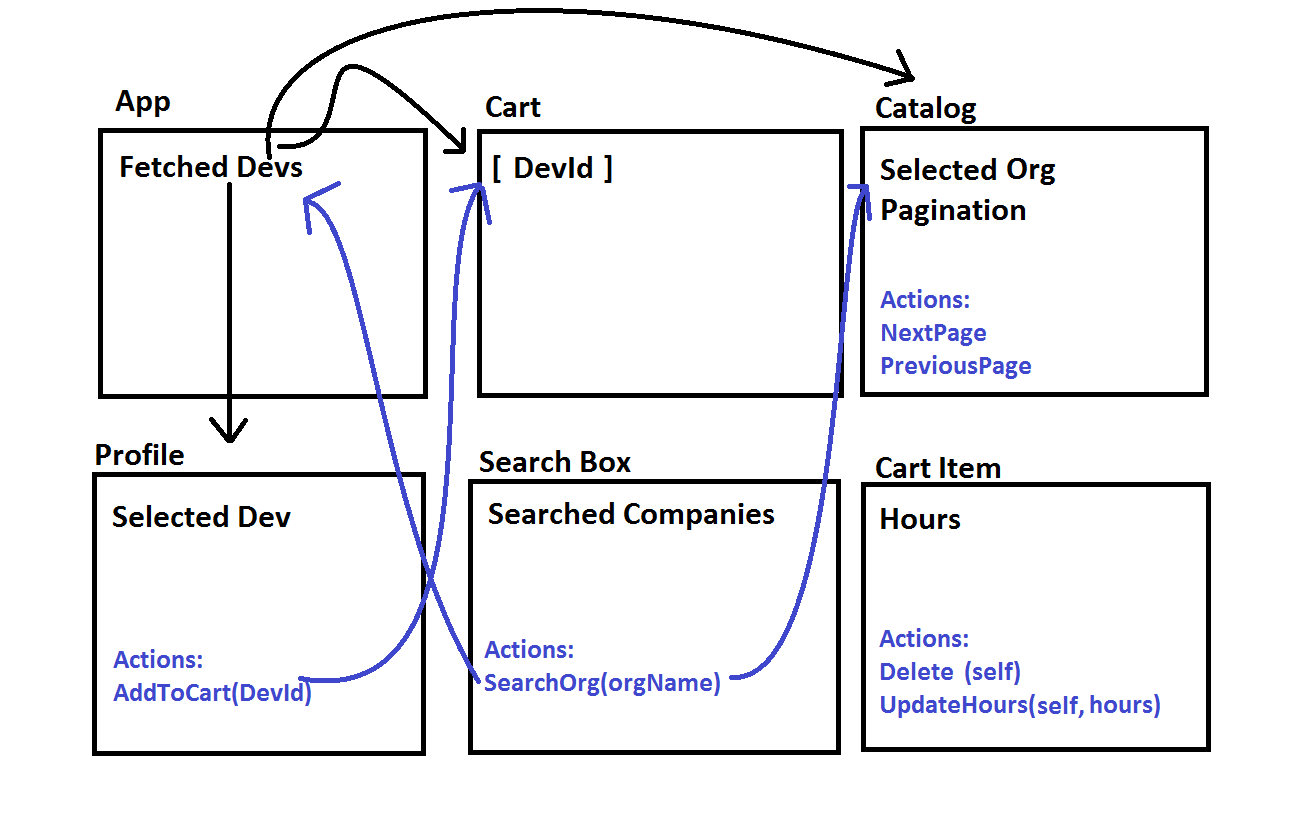 App
Fetched Devs
Cart
[ DevId ]
Catalog
Selected Org
Pagination
Actions:
NextPage
PreviousPage
Profile
Selected Dev
Actions:
AddToCart(DevId)
Search Box
Searched Companies
Actions:
SearchOrg(orgName)
Cart Item
Hours
Actions:
Delete (self)
UpdateHours(self, hours)